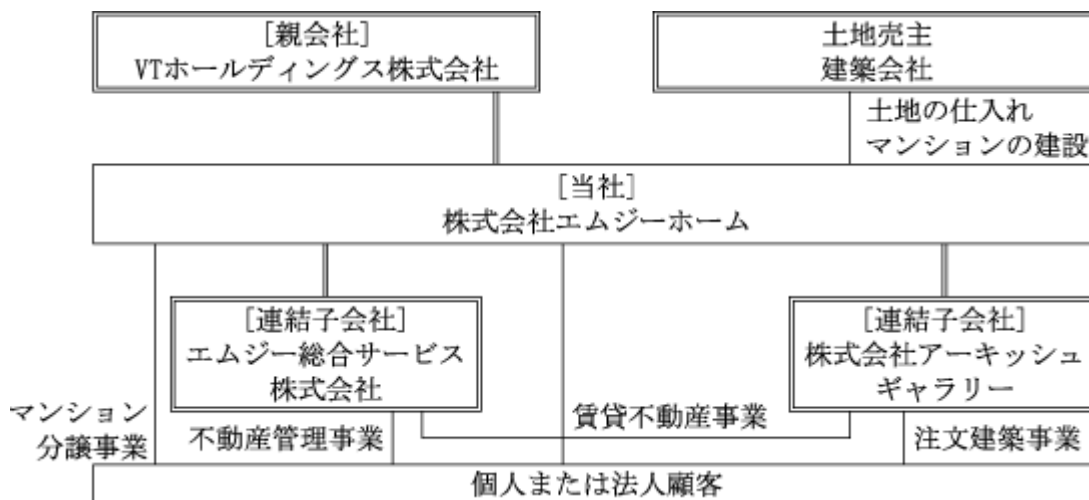 [親会社]
VTホールディングス株式会社
土地売主
建築会社
土地の仕入れ
マンションの建設
[当社]
株式会社エムジーホーム
[連結子会社]
エムジー総合サービス
株式会社
[連結子会社]
株式会社アーキッシュ
ギャラリー
マンション
分譲事業
不動産管理事業
賃貸不動産事業
注文建築事業
個人または法人顧客